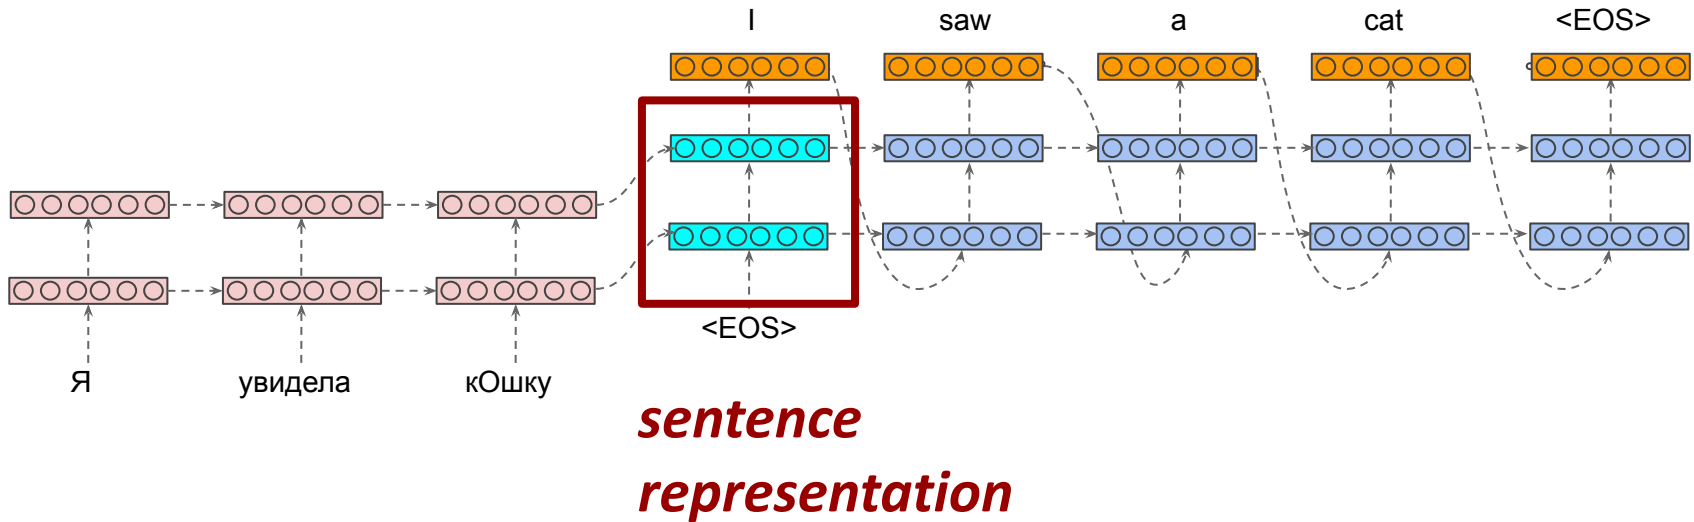 I saw a cat <EOS>
<EOS>
Я увидела кОшку
sentence
representation